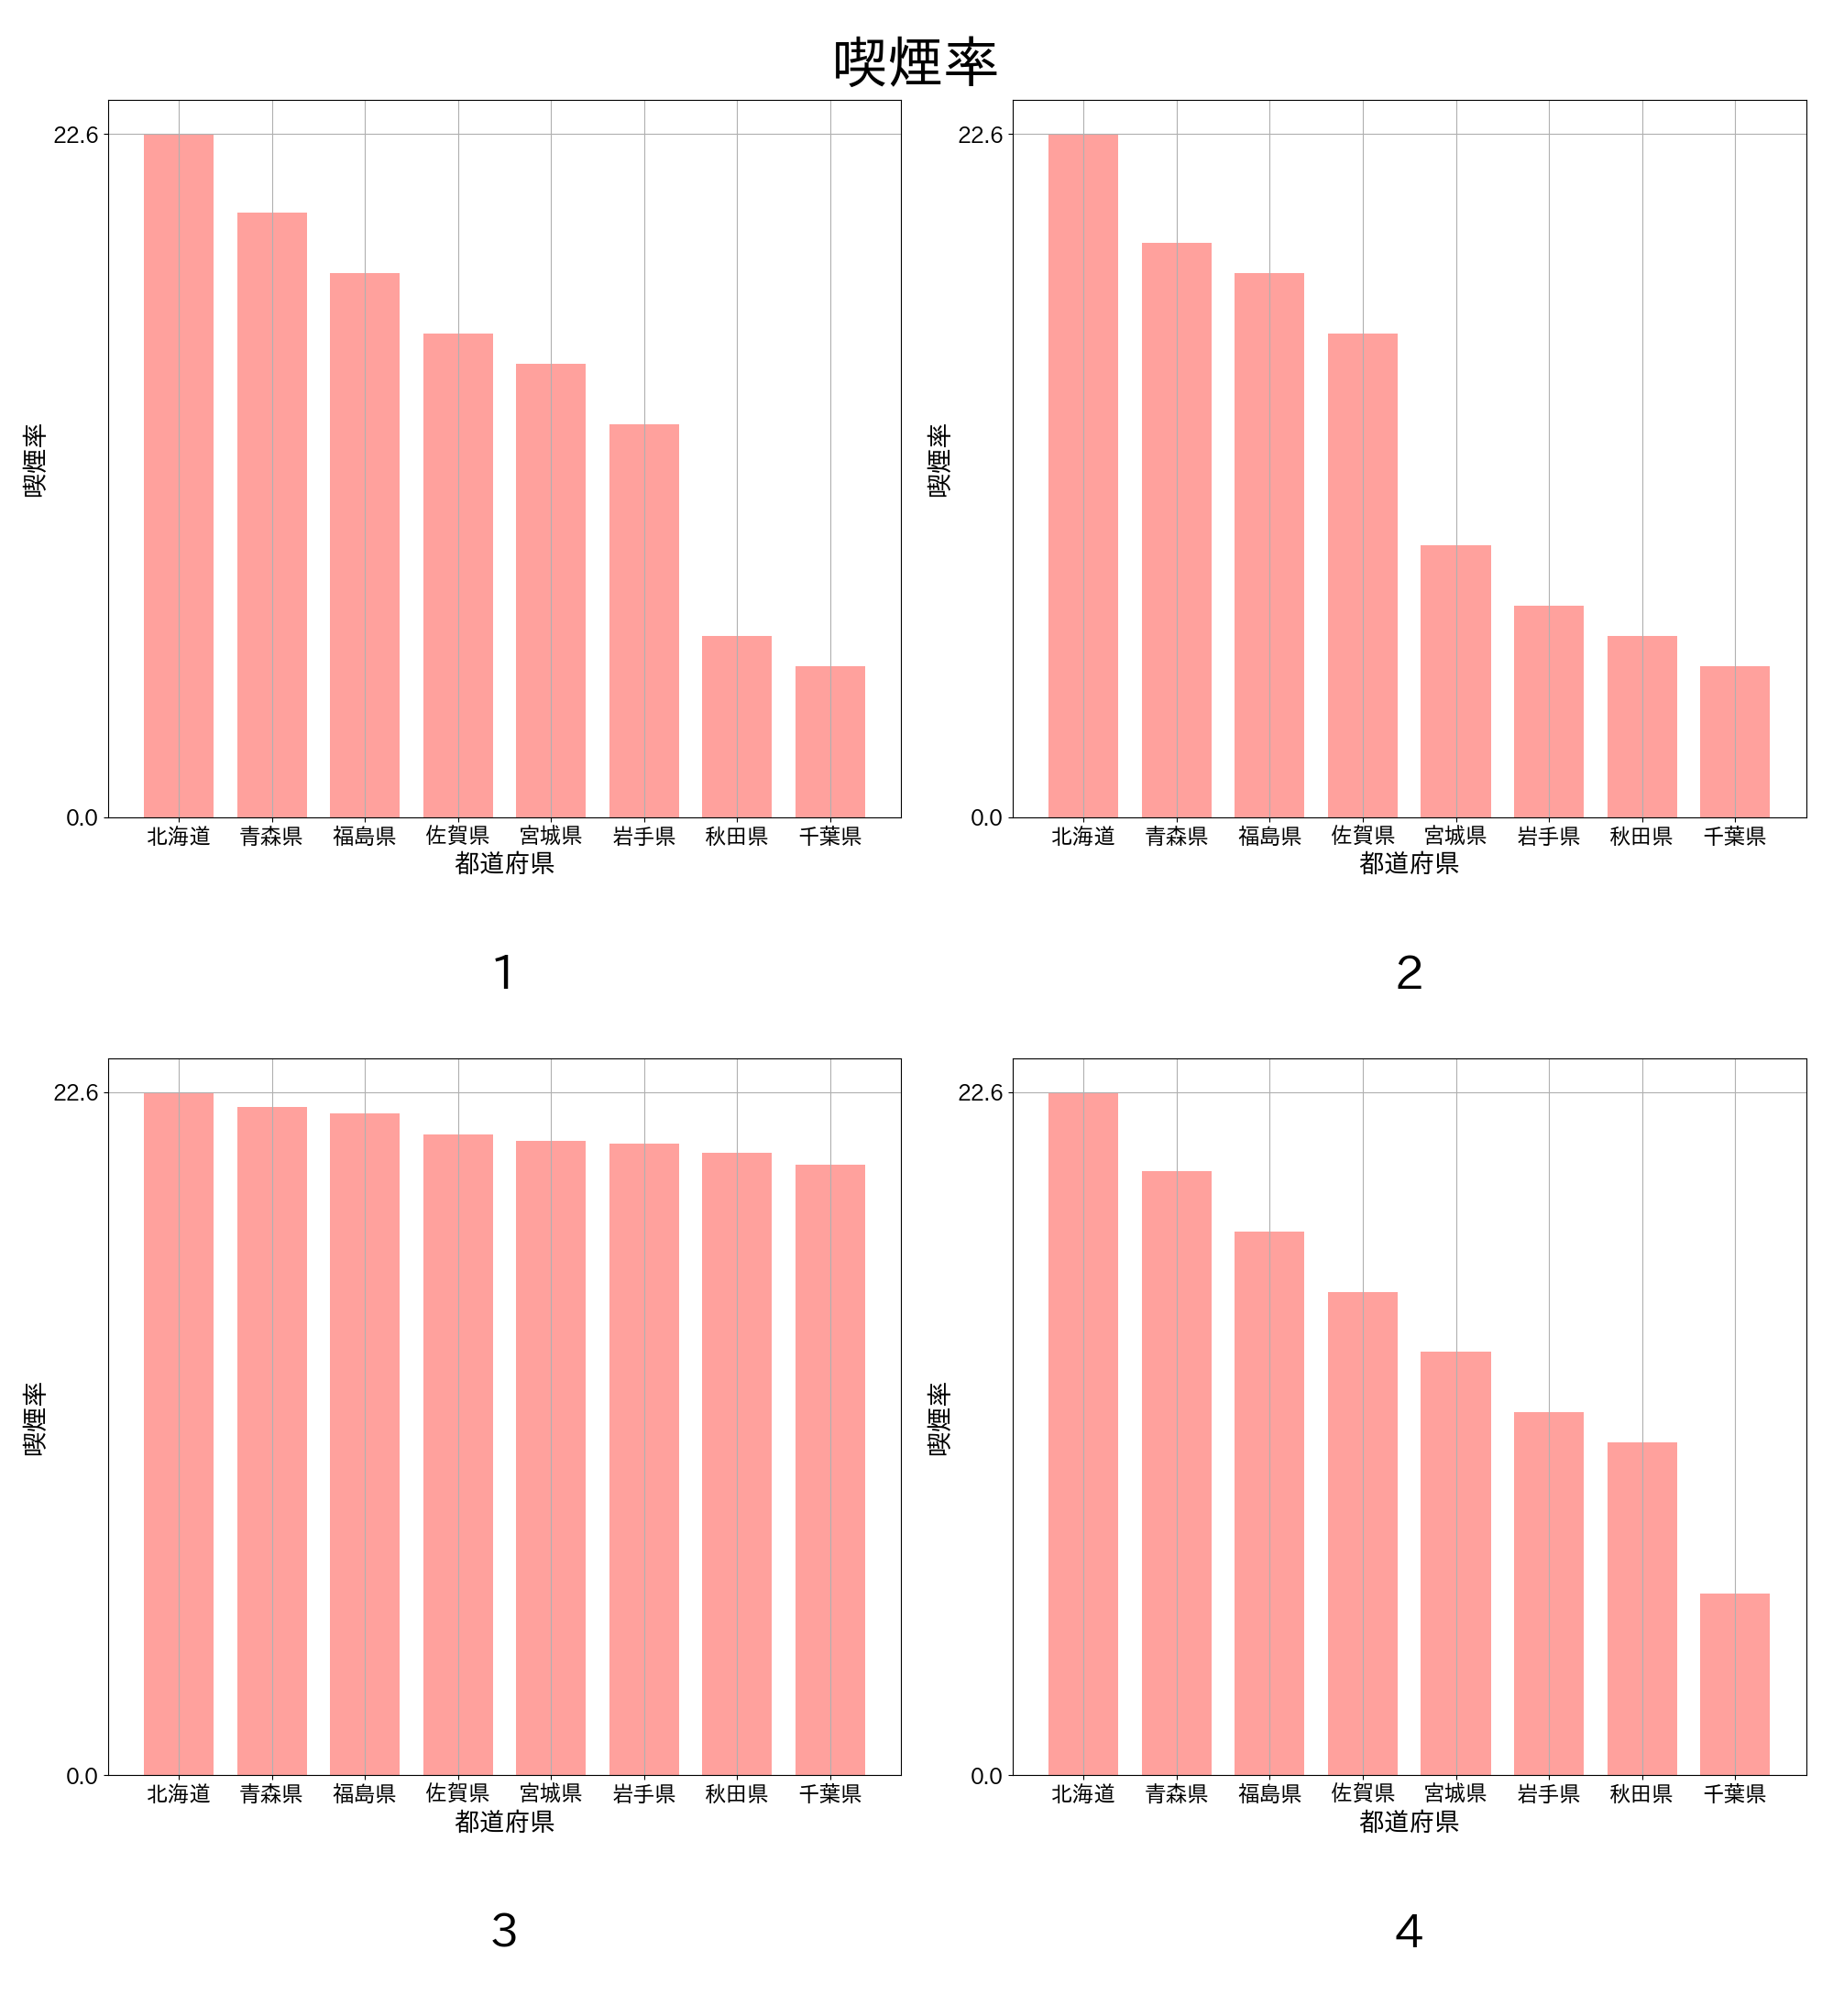 喫煙率
22.6
0.0
喫煙率
北海道 青森県 福島県 佐賀県 宮城県 岩手県 秋田県 千葉県
都道府県
1
22.6
0.0
喫煙率
北海道 青森県 福島県 佐賀県 宮城県 岩手県 秋田県 千葉県
都道府県
2
22.6
0.0
喫煙率
北海道 青森県 福島県 佐賀県 宮城県 岩手県 秋田県 千葉県
都道府県
3
22.6
0.0
喫煙率
北海道 青森県 福島県 佐賀県 宮城県 岩手県 秋田県 千葉県
都道府県
4